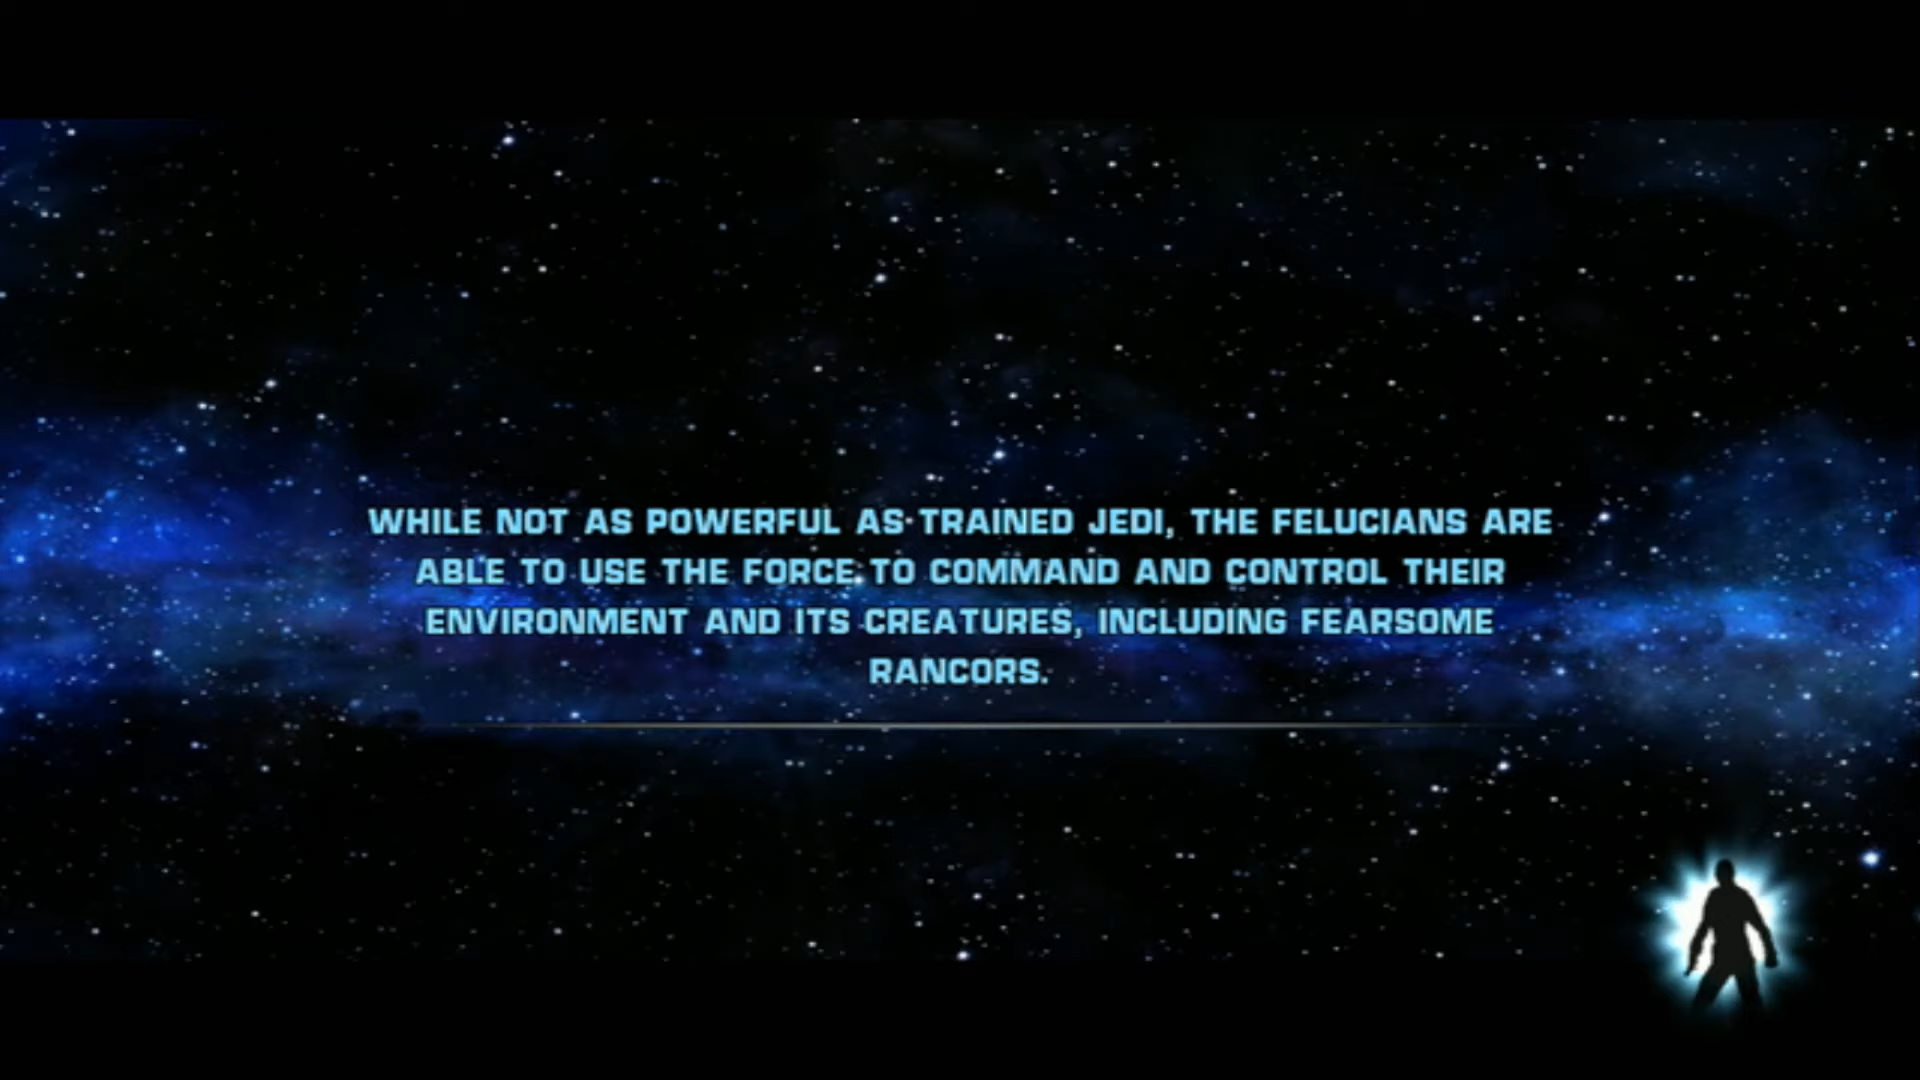 WHILE NOT AS POWERFUL AS TRAINED JEDI, THE FELUCIANS ARE
ABLE TO USE THE FORCE TO COMMAND AND CONTROL THEIR
ENVIRONMENT AND ITS CREATURES, INCLUDING FEARSOME
RANCORS.